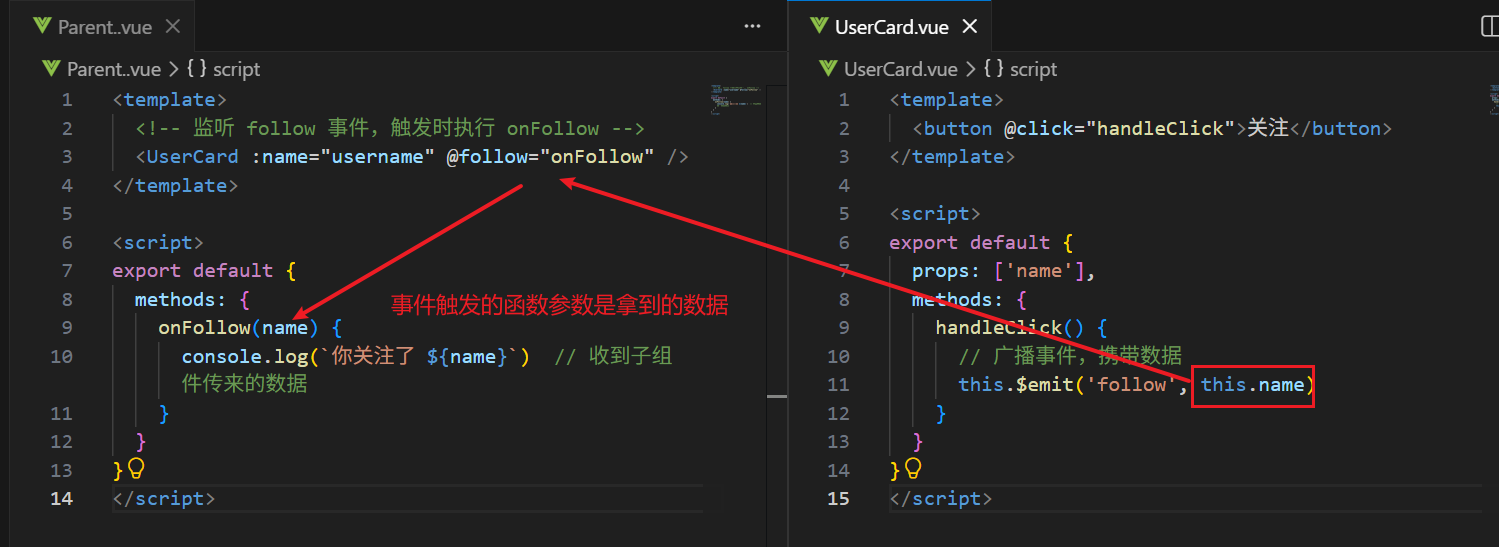 Parent..vue
Parent..vue > {} script
1 <template>
2 <!-- 监听 follow 事件，触发时执行 onFollow -->
3 <UserCard :name="username" @follow="onFollow" />
4 </template>
5
6 <script>
7 export default {
8 methods: {
9 onFollow(name) {
10 console.log(`你关注了 ${name}`) // 收到子组
件传来的数据
11 }
12 }
13 }
14 </script>
事件触发的函数参数是拿到的数据
UserCard.vue
UserCard.vue > {} script
1 <template>
2 <button @click="handleClick">关注</button>
3 </template>
4
5 <script>
6 export default {
7 props: ['name'],
8 methods: {
9 handleClick() {
10 // 广播事件，携带数据
11 this.$emit('follow', this.name)
12 }
13 }
14 }
15 </script>